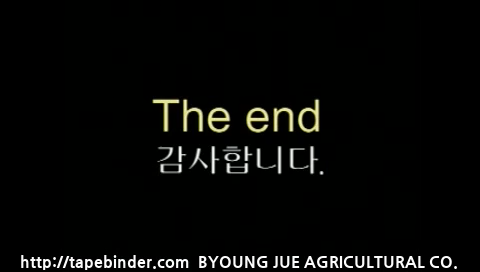 The end
감사합니다.
http://tapebinder.com BYOUNG JUE AGRICULTURAL CO.